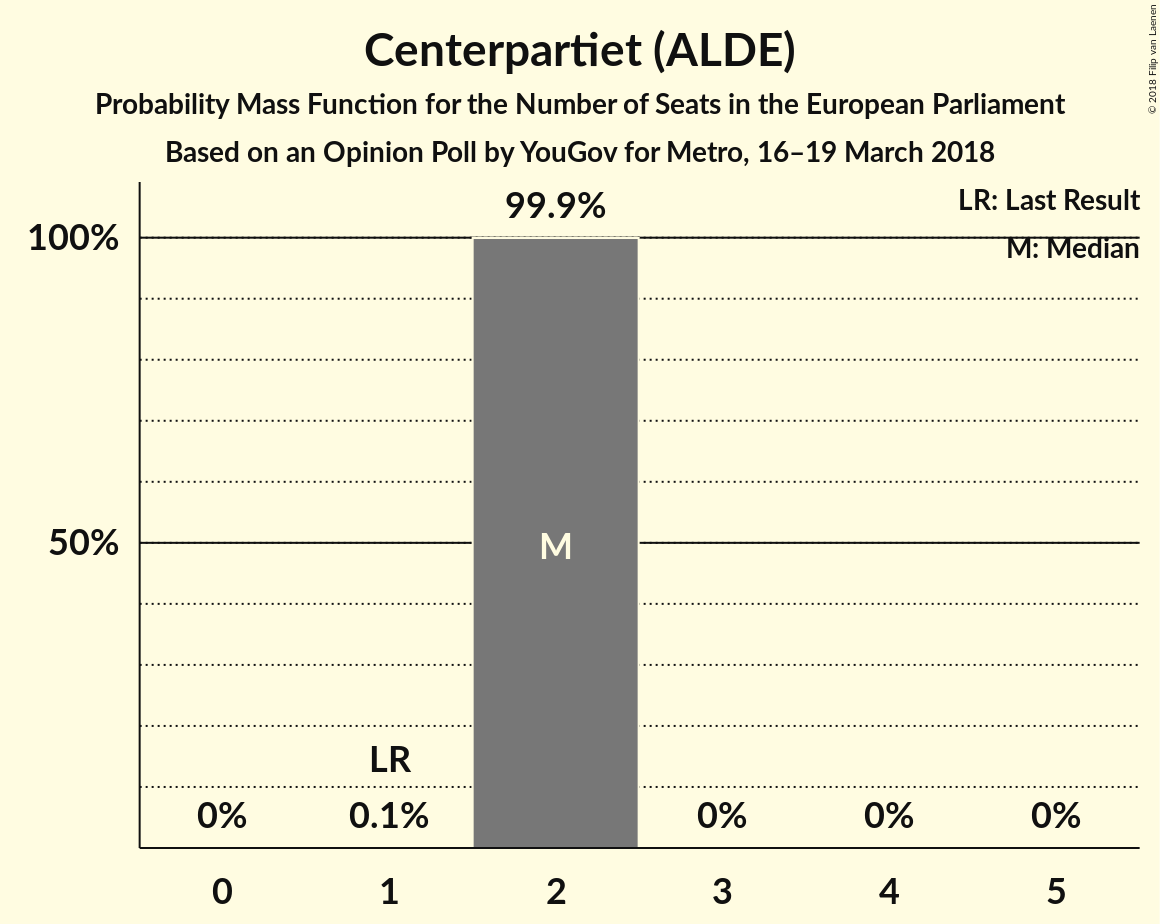 Centerpartiet (ALDE)
Probability Mass Function for the Number of Seats in the European Parliament
Based on an Opinion Poll by YouGov for Metro, 16–19 March 2018
© 2018 Filip van Laenen
LR: Last Result
M: Median
99.9%
100%
50%
M
LR
0%
0.1%
0%
0%
0%
0
1
2
3
4
5